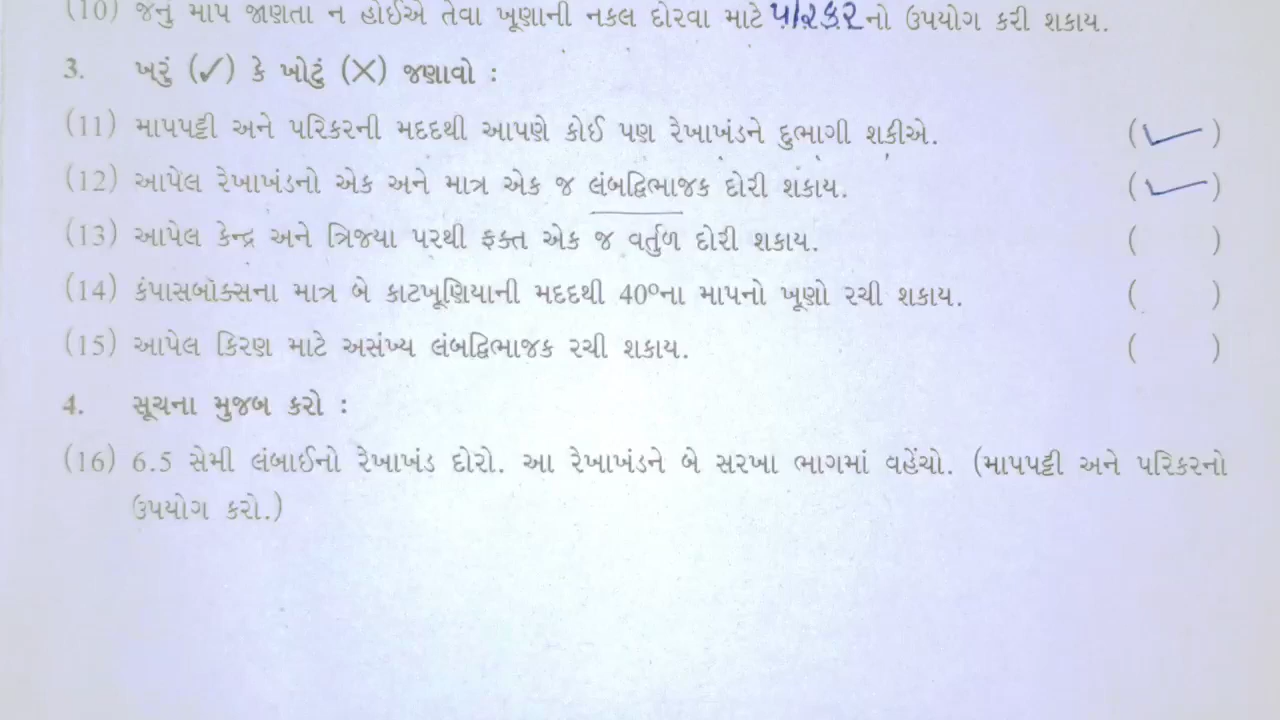 (10) જેનું માપ જાણતા ન હોઈએ તેવા ખૂણાની નકલ દોરવા માટે પરિકર નો ઉપયોગ કરી શકાય.
3. ખરું (✓) કે ખોટું (✗) જણાવો :
(11) માપપટ્ટી અને પરિકરની મદદથી આપણે કોઈ પણ રેખાખંડને દુભાગી શકીએ. (✓)
(12) આપેલ રેખાખંડનો એક અને માત્ર એક જ લંબદ્વિભાજક દોરી શકાય. (✓)
(13) આપેલ કેન્દ્ર અને ત્રિજ્યા પરથી ફક્ત એક જ વર્તુળ દોરી શકાય. ( )
(14) કંપાસબૉક્સના માત્ર બે કાટખૂણિયાની મદદથી 40°ના માપનો ખૂણો રચી શકાય. ( )
(15) આપેલ કિરણ માટે અસંખ્ય લંબદ્વિભાજક રચી શકાય. ( )
4. સૂચના મુજબ કરો :
(16) 6.5 સેમી લંબાઈનો રેખાખંડ દોરો. આ રેખાખંડને બે સરખા ભાગમાં વહેંચો. (માપપટ્ટી અને પરિકરનો
ઉપયોગ કરો.)